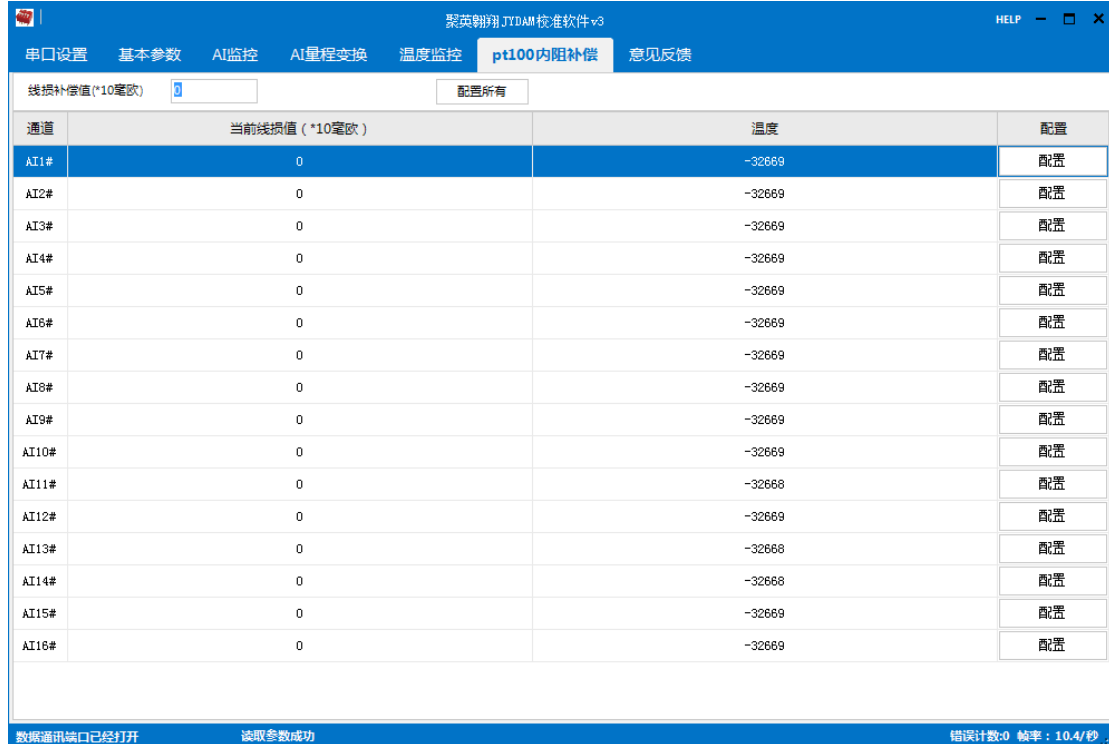 聚英翱翔JYDAM校准软件v3 HELP
串口设置 基本参数 AI监控 AI量程变换 温度监控 pt100内阻补偿 意见反馈
线损补偿值(*10毫欧) 0 配置所有
通道 当前线损值(*10毫欧) 温度 配置
AI1# 0 -32669 配置
AI2# 0 -32669 配置
AI3# 0 -32669 配置
AI4# 0 -32669 配置
AI5# 0 -32669 配置
AI6# 0 -32669 配置
AI7# 0 -32669 配置
AI8# 0 -32669 配置
AI9# 0 -32669 配置
AI10# 0 -32669 配置
AI11# 0 -32668 配置
AI12# 0 -32669 配置
AI13# 0 -32668 配置
AI14# 0 -32668 配置
AI15# 0 -32669 配置
AI16# 0 -32669 配置
数据通讯端口已经打开 读取参数成功 错误计数:0 帧率:10.4/秒